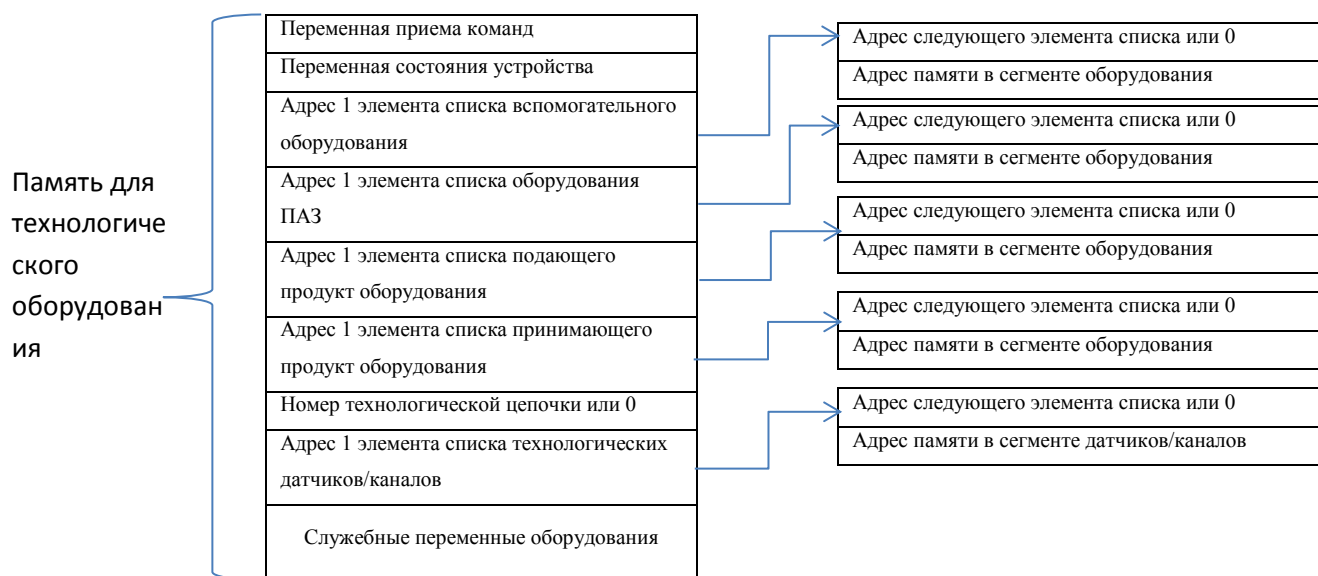 Память для
технологиче
ского
оборудован
ия
Переменная приема команд
Переменная состояния устройства
Адрес 1 элемента списка вспомогательного
оборудования
Адрес 1 элемента списка оборудования
ПАЗ
Адрес 1 элемента списка подающего
продукт оборудования
Адрес 1 элемента списка принимающего
продукт оборудования
Номер технологической цепочки или 0
Адрес 1 элемента списка технологических
датчиков/каналов
Служебные переменные оборудования
Адрес следующего элемента списка или 0
Адрес памяти в сегменте оборудования
Адрес следующего элемента списка или 0
Адрес памяти в сегменте оборудования
Адрес следующего элемента списка или 0
Адрес памяти в сегменте оборудования
Адрес следующего элемента списка или 0
Адрес памяти в сегменте оборудования
Адрес следующего элемента списка или 0
Адрес памяти в сегменте датчиков/каналов